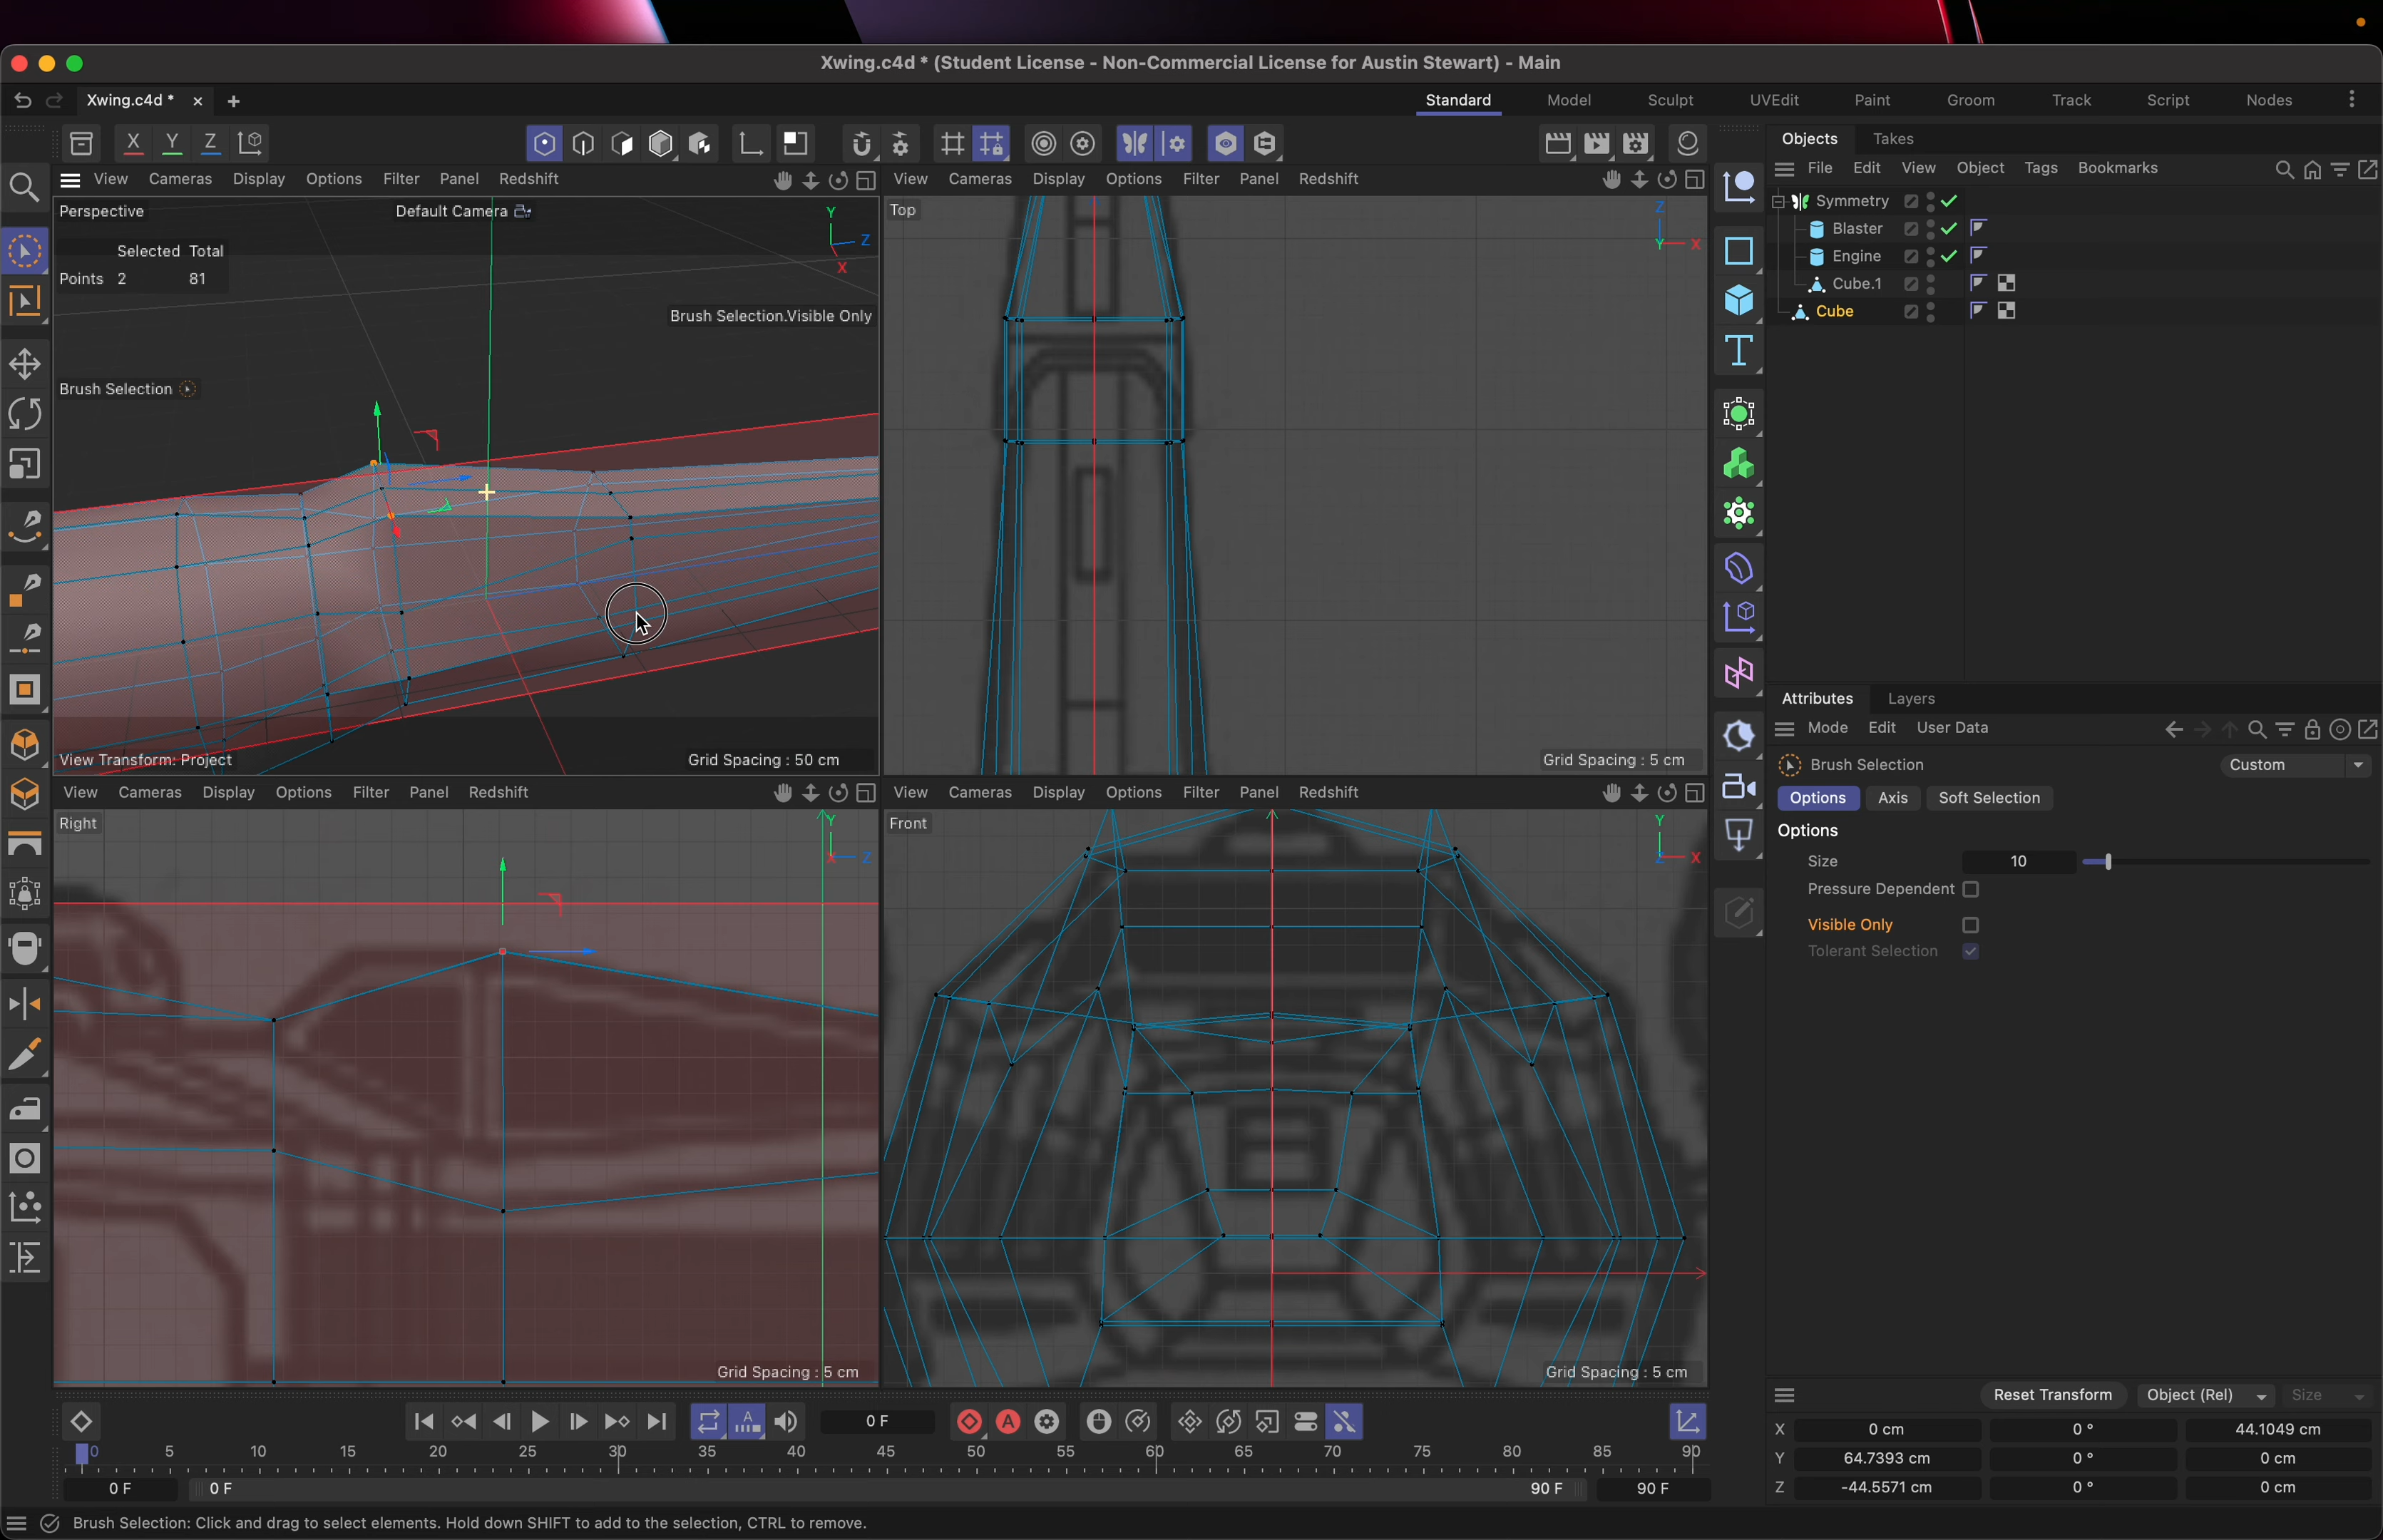 Xwing.c4d * (Student License - Non-Commercial License for Austin Stewart) - Main
Xwing.c4d * × +
Standard Model Sculpt UVEdit Paint Groom Track Script Nodes
X Y Z
Objects Takes
File Edit View Object Tags Bookmarks
View Cameras Display Options Filter Panel Redshift
View Cameras Display Options Filter Panel Redshift
Perspective
Default Camera
Y Z X
Selected Total
Points 2 81
Brush Selection.Visible Only
Brush Selection
View Transform: Project
Grid Spacing : 50 cm
Top
Z Y X
Grid Spacing : 5 cm
Symmetry
Blaster
Engine
Cube.1
Cube
View Cameras Display Options Filter Panel Redshift
View Cameras Display Options Filter Panel Redshift
Right
Y X Z
Grid Spacing : 5 cm
Front
Y Z X
Grid Spacing : 5 cm
Attributes Layers
Mode Edit User Data
Brush Selection
Custom
Options Axis Soft Selection
Options
Size 10
Pressure Dependent
Visible Only
Tolerant Selection
Reset Transform Object (Rel) Size
X 0 cm 0 ° 44.1049 cm
Y 64.7393 cm 0 ° 0 cm
Z -44.5571 cm 0 ° 0 cm
A A 0 F
0 5 10 15 20 25 30 35 40 45 50 55 60 65 70 75 80 85 90
0 F 0 F 90 F 90 F
Brush Selection: Click and drag to select elements. Hold down SHIFT to add to the selection, CTRL to remove.